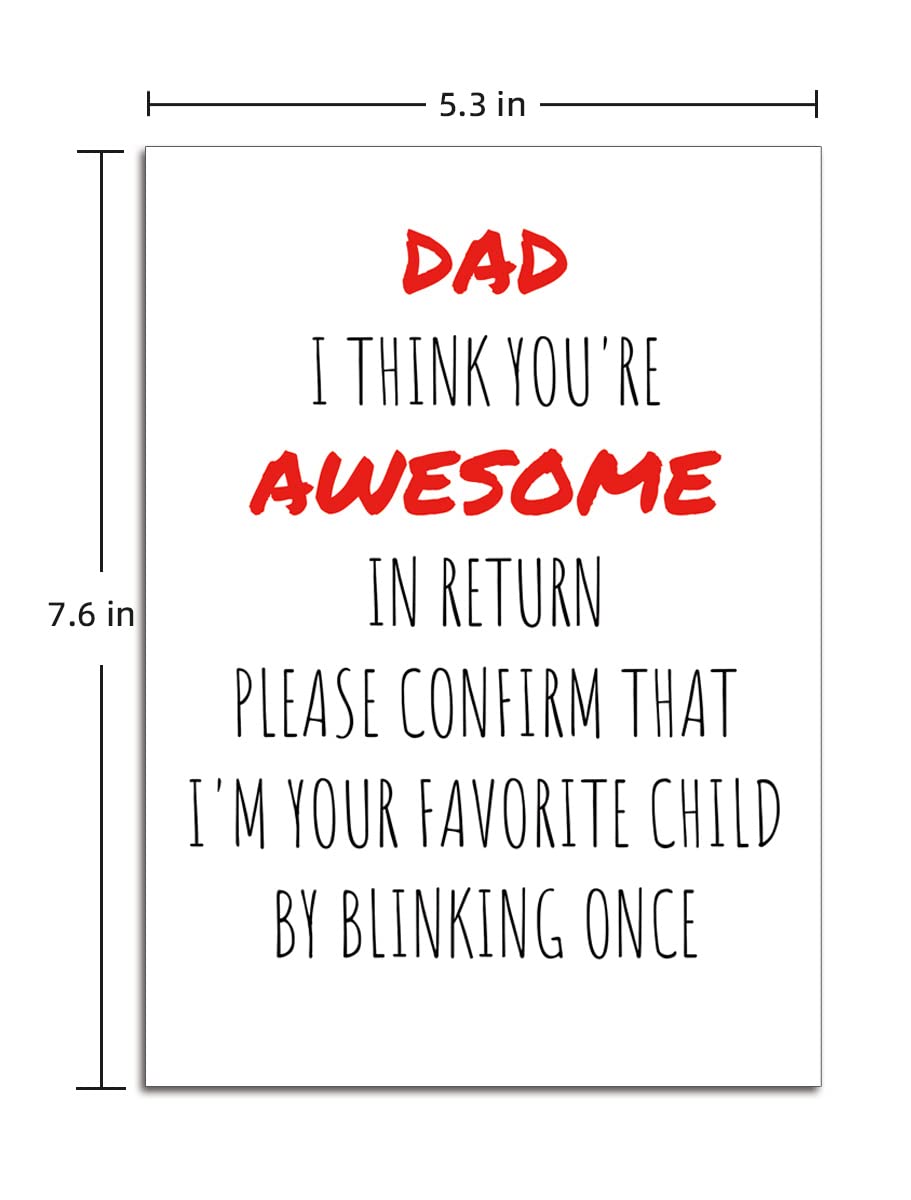 5.3 in
DAD
I THINK YOU'RE
AWESOME
IN RETURN
7.6 in
PLEASE CONFIRM THAT
I'M YOUR FAVORITE CHILD
BY BLINKING ONCE